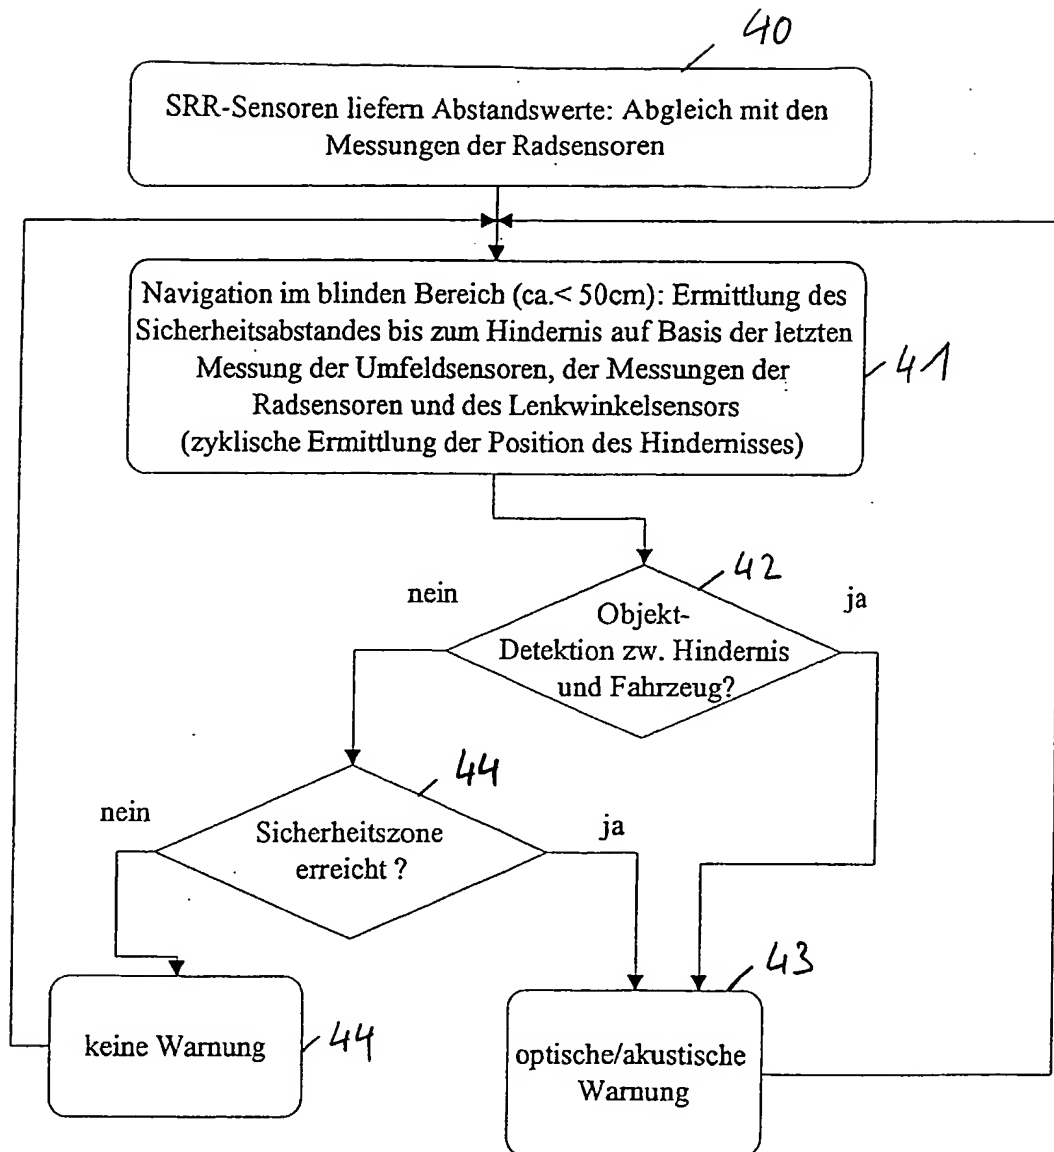 40
SRR-Sensoren liefern Abstandswerte: Abgleich mit den
Messungen der Radsensoren
Navigation im blinden Bereich (ca.< 50cm): Ermittlung des
Sicherheitsabstandes bis zum Hindernis auf Basis der letzten
Messung der Umfeldsensoren, der Messungen der
Radsensoren und des Lenkwinkelsensors
(zyklische Ermittlung der Position des Hindernisses)
41
42
nein
ja
Objekt-
Detektion zw. Hindernis
und Fahrzeug?
44
nein
ja
Sicherheitszone
erreicht ?
43
keine Warnung
44
optische/akustische
Warnung